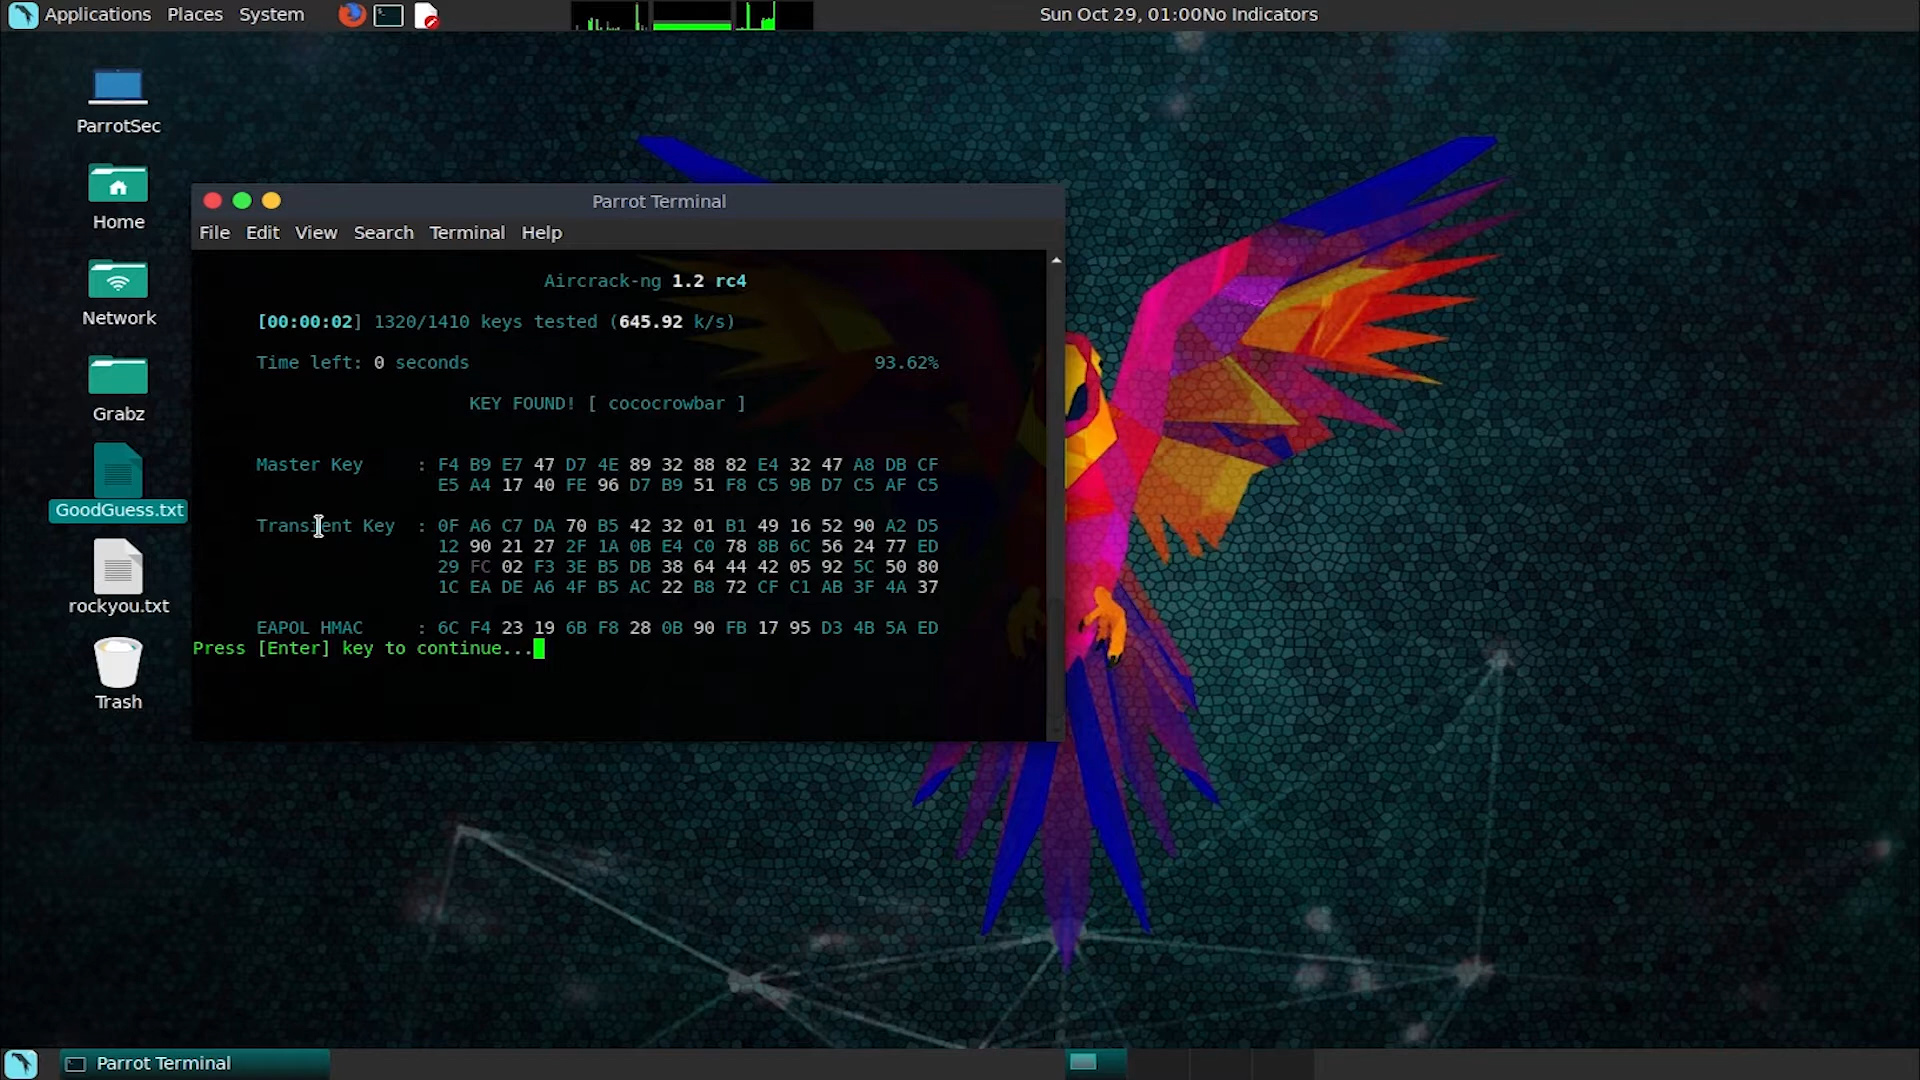 Applications Places System
Sun Oct 29, 01:00No Indicators
ParrotSec
Home
Network
Grabz
GoodGuess.txt
rockyou.txt
Trash
Parrot Terminal
File Edit View Search Terminal Help
Aircrack-ng 1.2 rc4
[00:00:02] 1320/1410 keys tested (645.92 k/s)
Time left: 0 seconds 93.62%
KEY FOUND! [ cococrowbar ]
Master Key : F4 B9 E7 47 D7 4E 89 32 88 82 E4 32 47 A8 DB CF
E5 A4 17 40 FE 96 D7 B9 51 F8 C5 9B D7 C5 AF C5
Transient Key : 0F A6 C7 DA 70 B5 42 32 01 B1 49 16 52 90 A2 D5
12 90 21 27 2F 1A 0B E4 C0 78 8B 6C 56 24 77 ED
29 FC 02 F3 3E B5 DB 38 64 44 42 05 92 5C 50 80
1C EA DE A6 4F B5 AC 22 B8 72 CF C1 AB 3F 4A 37
EAPOL HMAC : 6C F4 23 19 6B F8 28 0B 90 FB 17 95 D3 4B 5A ED
Press [Enter] key to continue...
Parrot Terminal